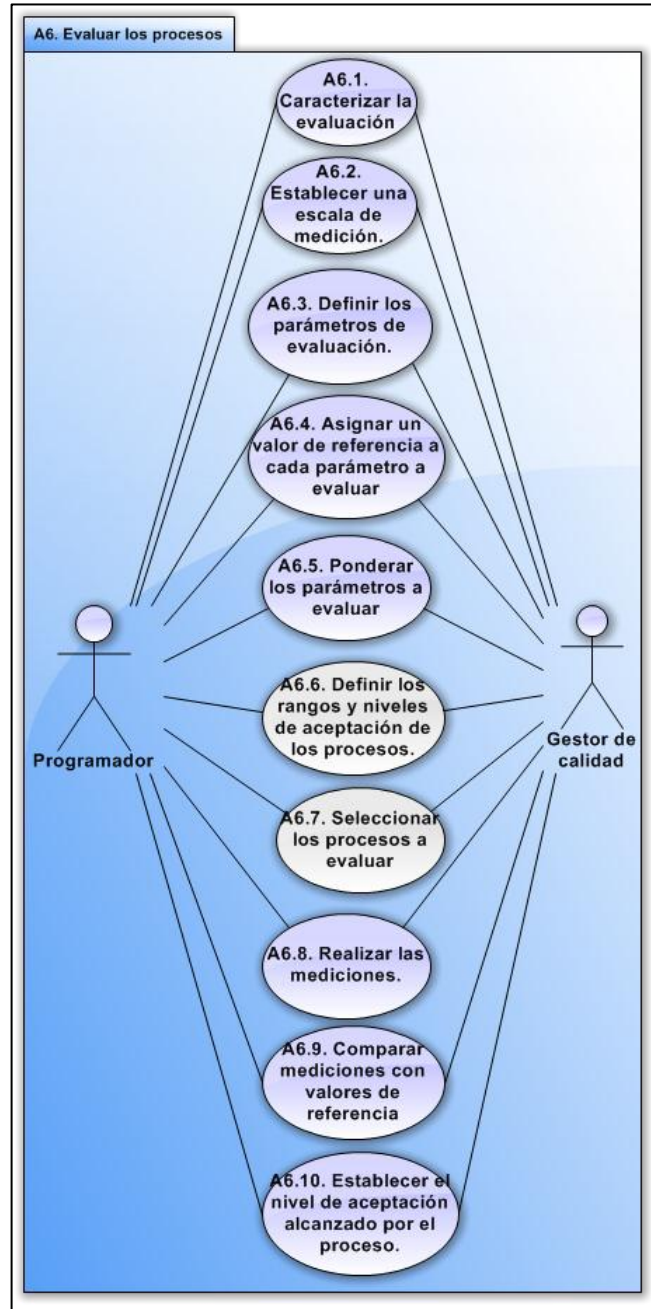 A6. Evaluar los procesos
A6.1.
Caracterizar la
evaluación
A6.2.
Establecer una
escala de
medición.
A6.3. Definir los
parámetros de
evaluación.
A6.4. Asignar un
valor de referencia a
cada parámetro a
evaluar
A6.5. Ponderar
los parámetros a
evaluar
A6.6. Definir los
rangos y niveles
de aceptación de
los procesos.
Programador
Gestor de
calidad
A6.7. Seleccionar
los procesos a
evaluar
A6.8. Realizar las
mediciones.
A6.9. Comparar
mediciones con
valores de
referencia
A6.10. Establecer el
nivel de aceptación
alcanzado por el
proceso.